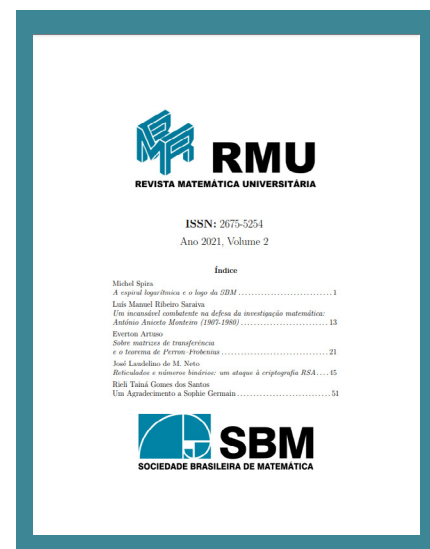 RMU
REVISTA MATEMÁTICA UNIVERSITÁRIA
ISSN: 2675-5254
Ano 2021, Volume 2
Índice
Michel Spira
A espiral logarítmica e o logo da SBM ............................ 1
Luis Manuel Ribeiro Saraiva
Um incansável combatente na defesa da investigação matemática:
António Aniceto Monteiro (1907-1980) .......................... 13
Everton Artuso
Sobre matrizes de transferência
e o teorema de Perron–Frobenius ................................ 21
José Laudelino de M. Neto
Reticulados e números binários: um ataque à criptografia RSA.... 45
Rieli Tainá Gomes dos Santos
Um Agradecimento a Sophie Germain ............................ 51
SBM
SOCIEDADE BRASILEIRA DE MATEMÁTICA